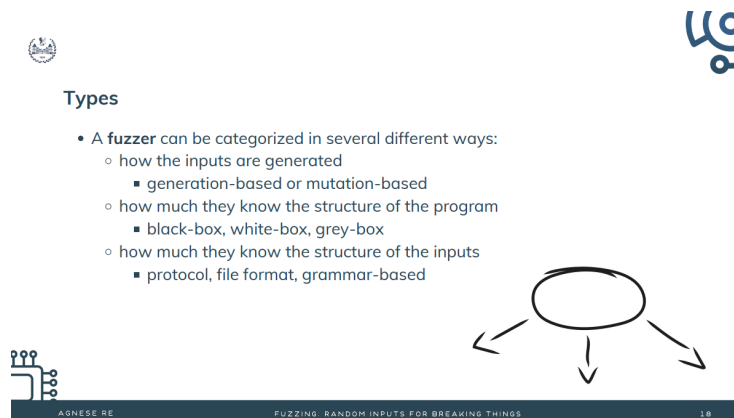 Types
• A fuzzer can be categorized in several different ways:
○ how the inputs are generated
▪ generation-based or mutation-based
○ how much they know the structure of the program
▪ black-box, white-box, grey-box
○ how much they know the structure of the inputs
▪ protocol, file format, grammar-based
AGNESE RE FUZZING: RANDOM INPUTS FOR BREAKING THINGS 18